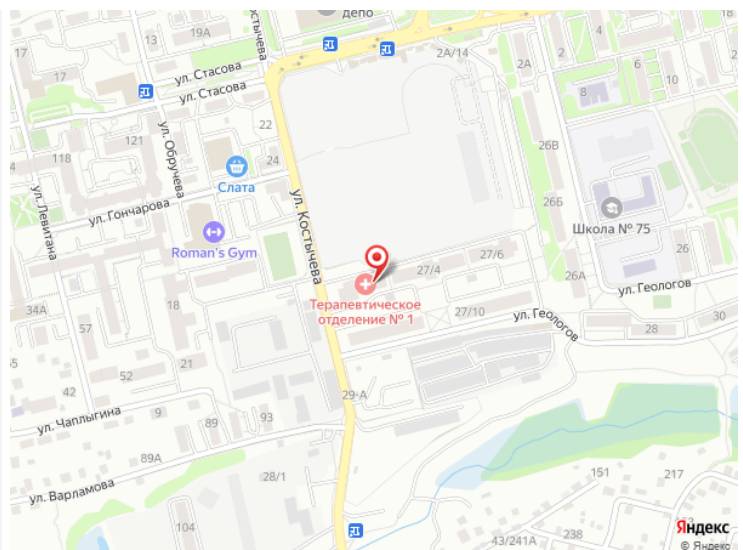 депо
13
19А
ул. Костычева
17
17
ул. Стасова
ул. Стасова
2А/14
2А
2
4
6
10
8
22
121
118
ул. Обручева
24
Слата
26В
ул. Гончарова
ул. Левитана
26Б
Школа № 75
ул. Костычева
Roman's Gym
27/6
27/4
26А
ул. Геологов
34А
18
Терапевтическое
отделение № 1
27/10
ул. Геологов
28
30
21
52
42
29-А
ул. Чаплыгина
9
93
89
89А
28/1
151
217
ул. Варламова
104
43/241А
238
Яндекс
© Яндекс